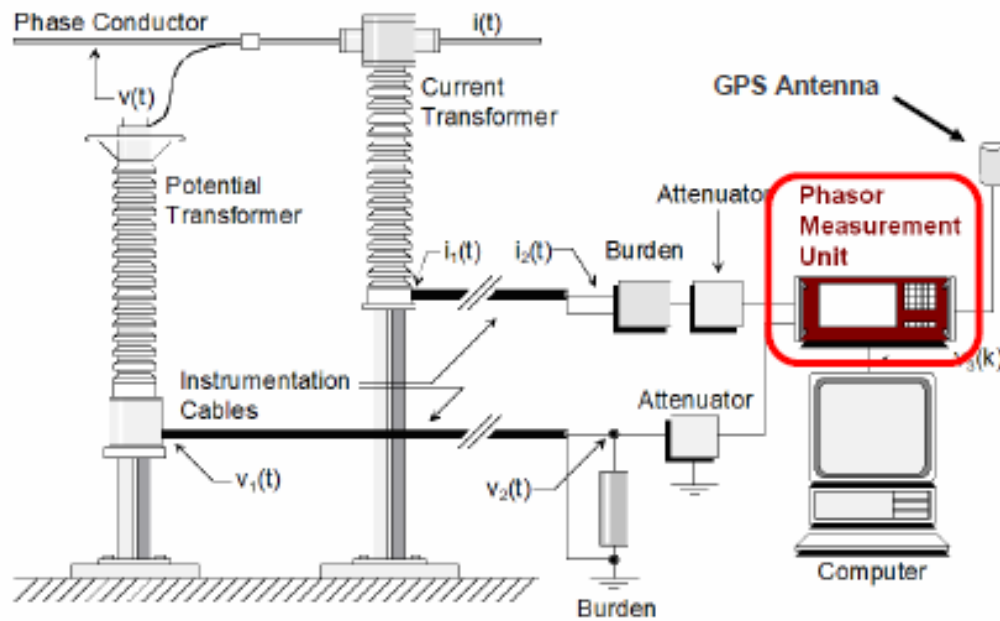 Phase Conductor
i(t)
v(t)
Current
Transformer
GPS Antenna
Potential
Transformer
Attenuator
Phasor
Measurement
Unit
i₁(t)
i₂(t)
Burden
Instrumentation
Cables
Attenuator
v₁(t)
v₂(t)
Computer
Burden